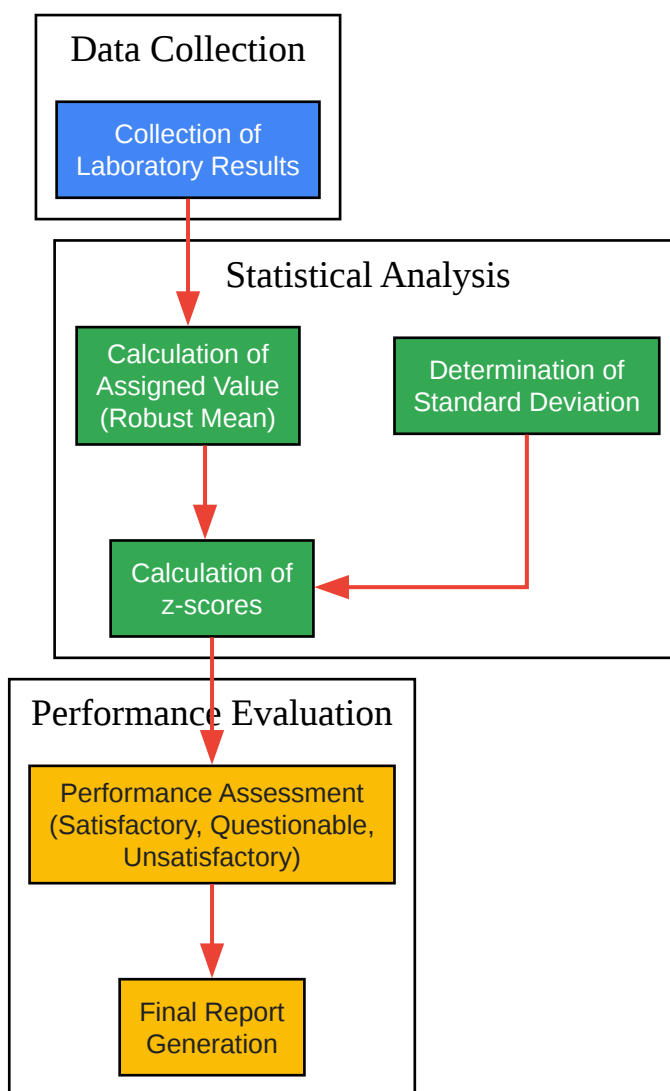 Data Collection
Collection of
Laboratory Results
Statistical Analysis
Calculation of
Assigned Value
(Robust Mean)
Determination of
Standard Deviation
Calculation of
z-scores
Performance Evaluation
Performance Assessment
(Satisfactory, Questionable,
Unsatisfactory)
Final Report
Generation